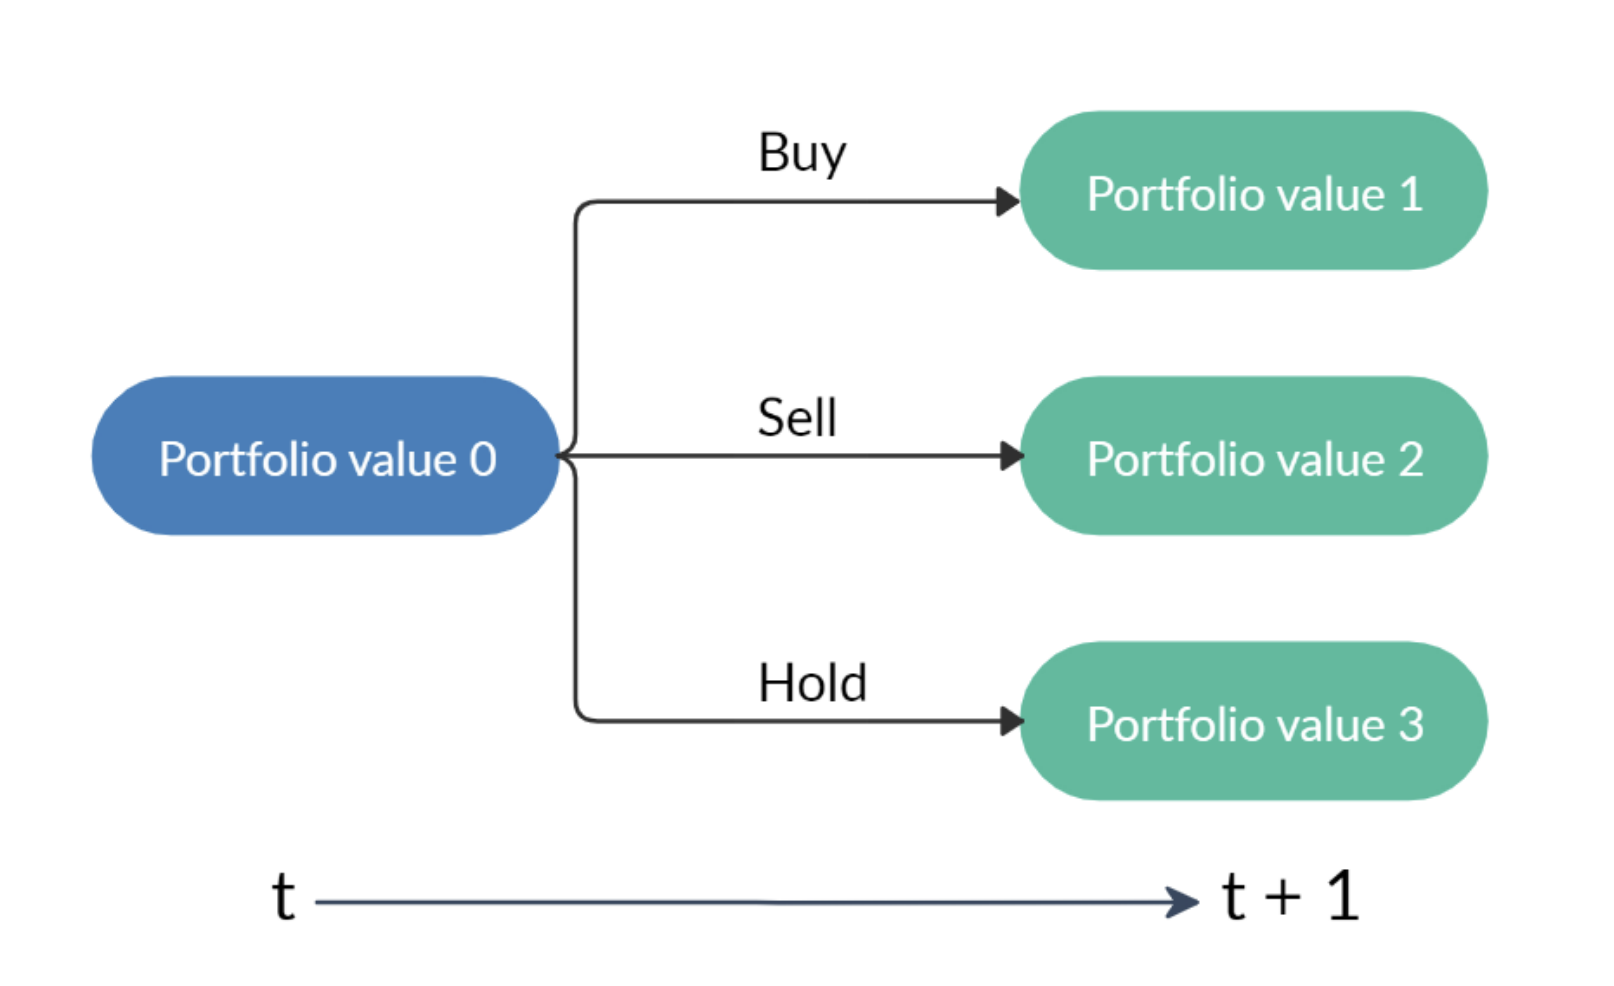 Buy
Portfolio value 1
Portfolio value 0
Sell
Portfolio value 2
Hold
Portfolio value 3
t
t + 1